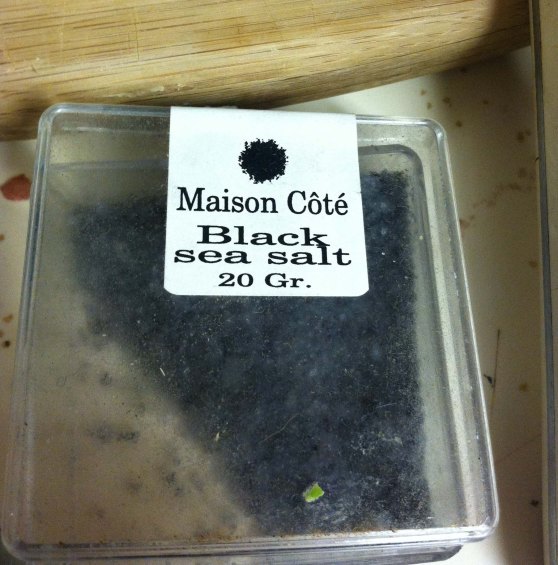 Maison Côté
Black
sea salt
20 Gr.